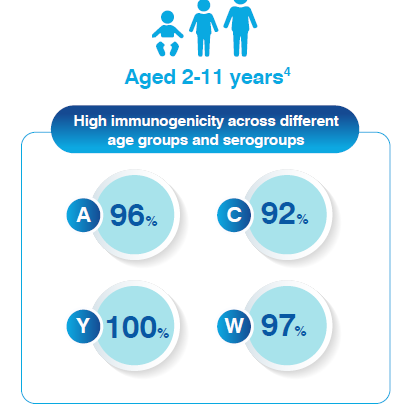 Aged 2-11 years4
High immunogenicity across different
age groups and serogroups
A 96% C 92%
Y 100% W 97%